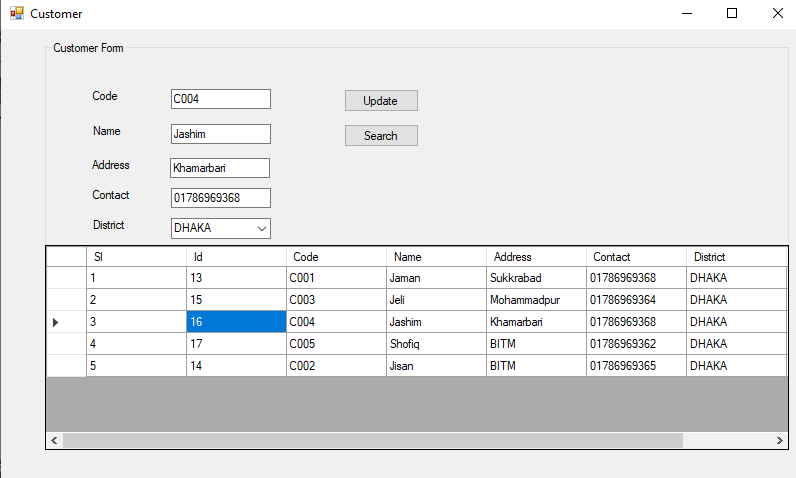 Customer
Customer Form
Code C004 Update
Name Jashim Search
Address Khamarbari
Contact 01786969368
District DHAKA
Sl Id Code Name Address Contact District
1 13 C001 Jaman Sukkrabad 01786969368 DHAKA
2 15 C003 Jeli Mohammadpur 01786969364 DHAKA
3 16 C004 Jashim Khamarbari 01786969368 DHAKA
4 17 C005 Shofiq BITM 01786969362 DHAKA
5 14 C002 Jisan BITM 01786969365 DHAKA